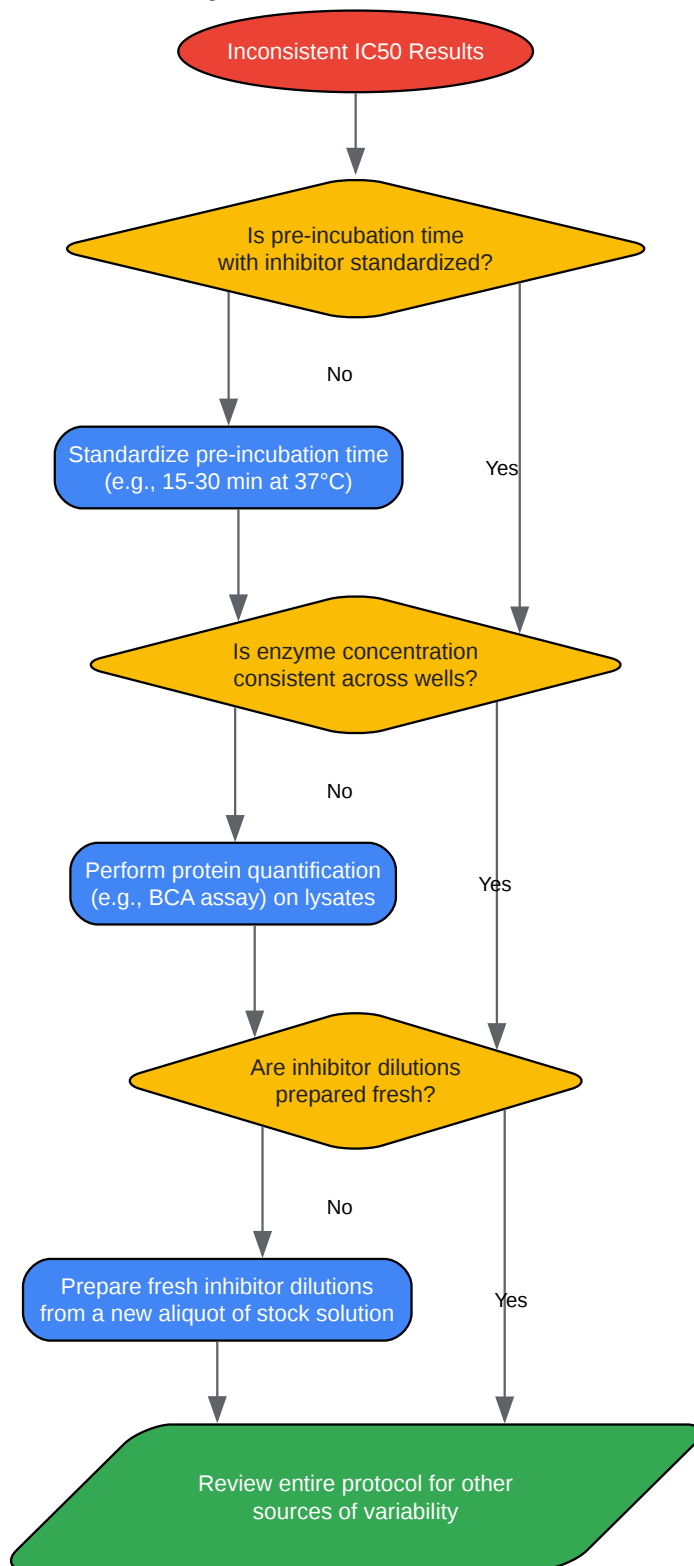 Inconsistent IC50 Results
Is pre-incubation time
with inhibitor standardized?
No
Standardize pre-incubation time
(e.g., 15-30 min at 37°C)
Yes
Is enzyme concentration
consistent across wells?
No
Perform protein quantification
(e.g., BCA assay) on lysates
Yes
Are inhibitor dilutions
prepared fresh?
No
Prepare fresh inhibitor dilutions
from a new aliquot of stock solution
Yes
Review entire protocol for other
sources of variability